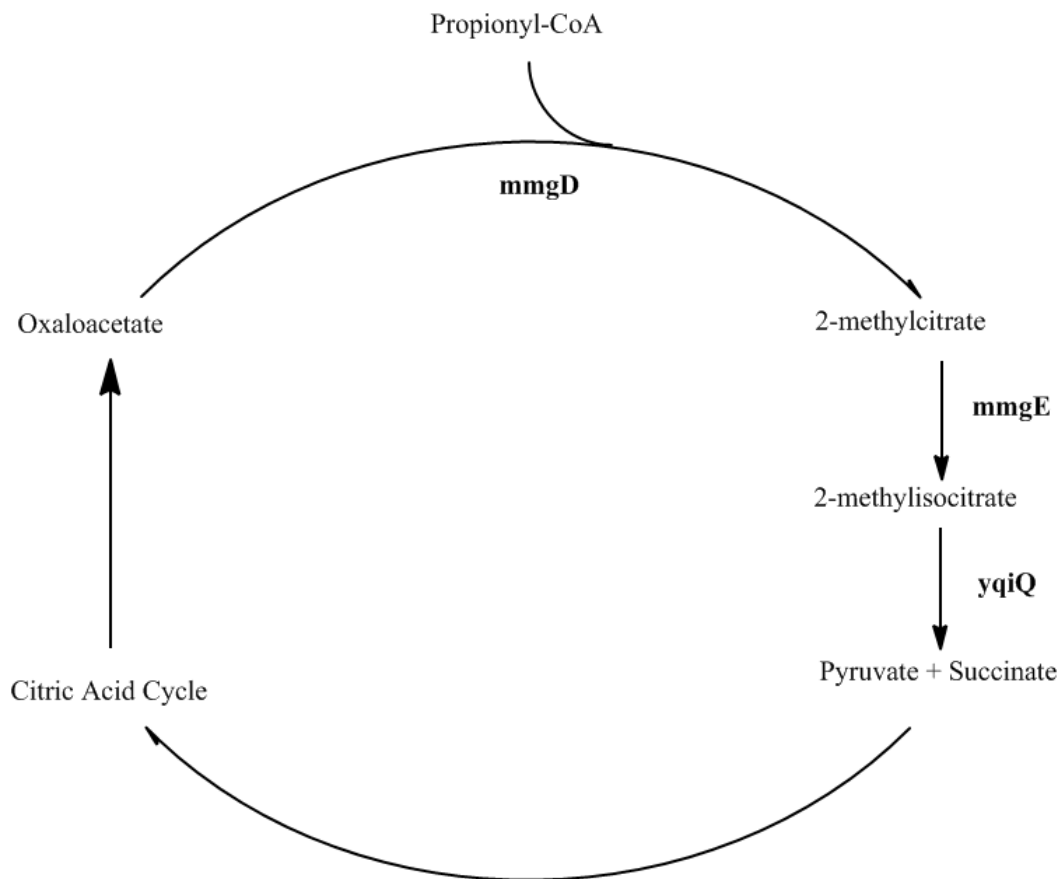 Propionyl-CoA
mmgD
Oxaloacetate
2-methylcitrate
mmgE
2-methylisocitrate
yqiQ
Pyruvate + Succinate
Citric Acid Cycle